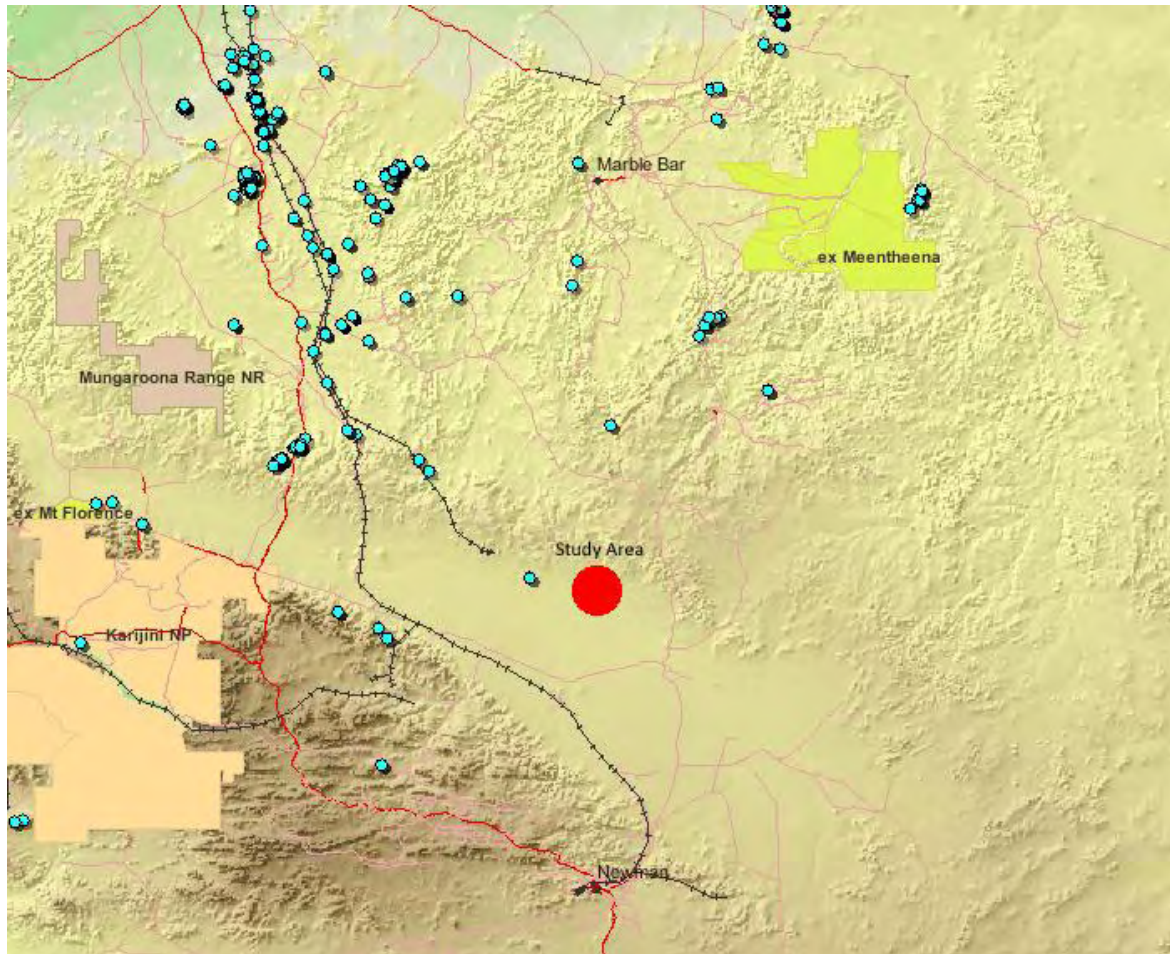 Marble Bar
ex Meentheena
Mungaroona Range NR
ex Mt Florence
Study Area
Karijini NP
Newman